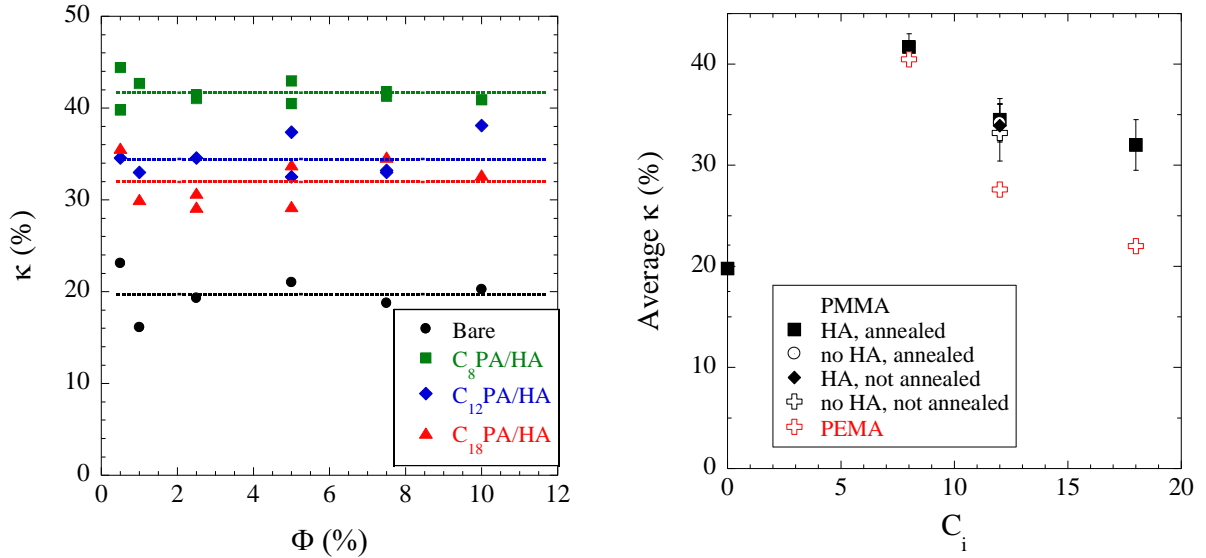 50
40
30
20
10
0
κ (%)
0 2 4 6 8 10 12
Φ (%)
Bare
C₈PA/HA
C₁₂PA/HA
C₁₈PA/HA
40
30
20
10
0
Average κ (%)
0 5 10 15 20
Cᵢ
PMMA
HA, annealed
no HA, annealed
HA, not annealed
no HA, not annealed
PEMA